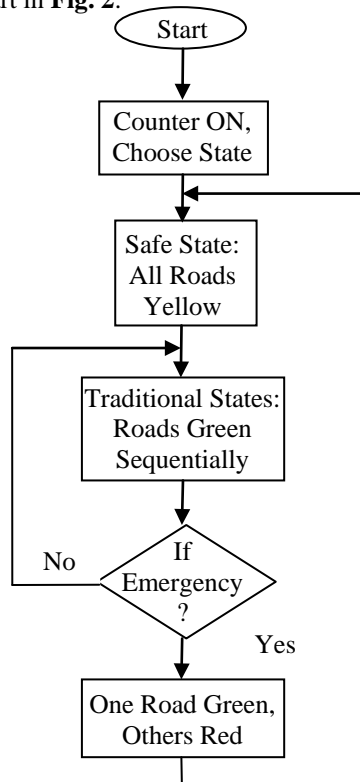 in Fig. 2.
Start
Counter ON,
Choose State
Safe State:
All Roads
Yellow
Traditional States:
Roads Green
Sequentially
No
If
Emergency
?
Yes
One Road Green,
Others Red